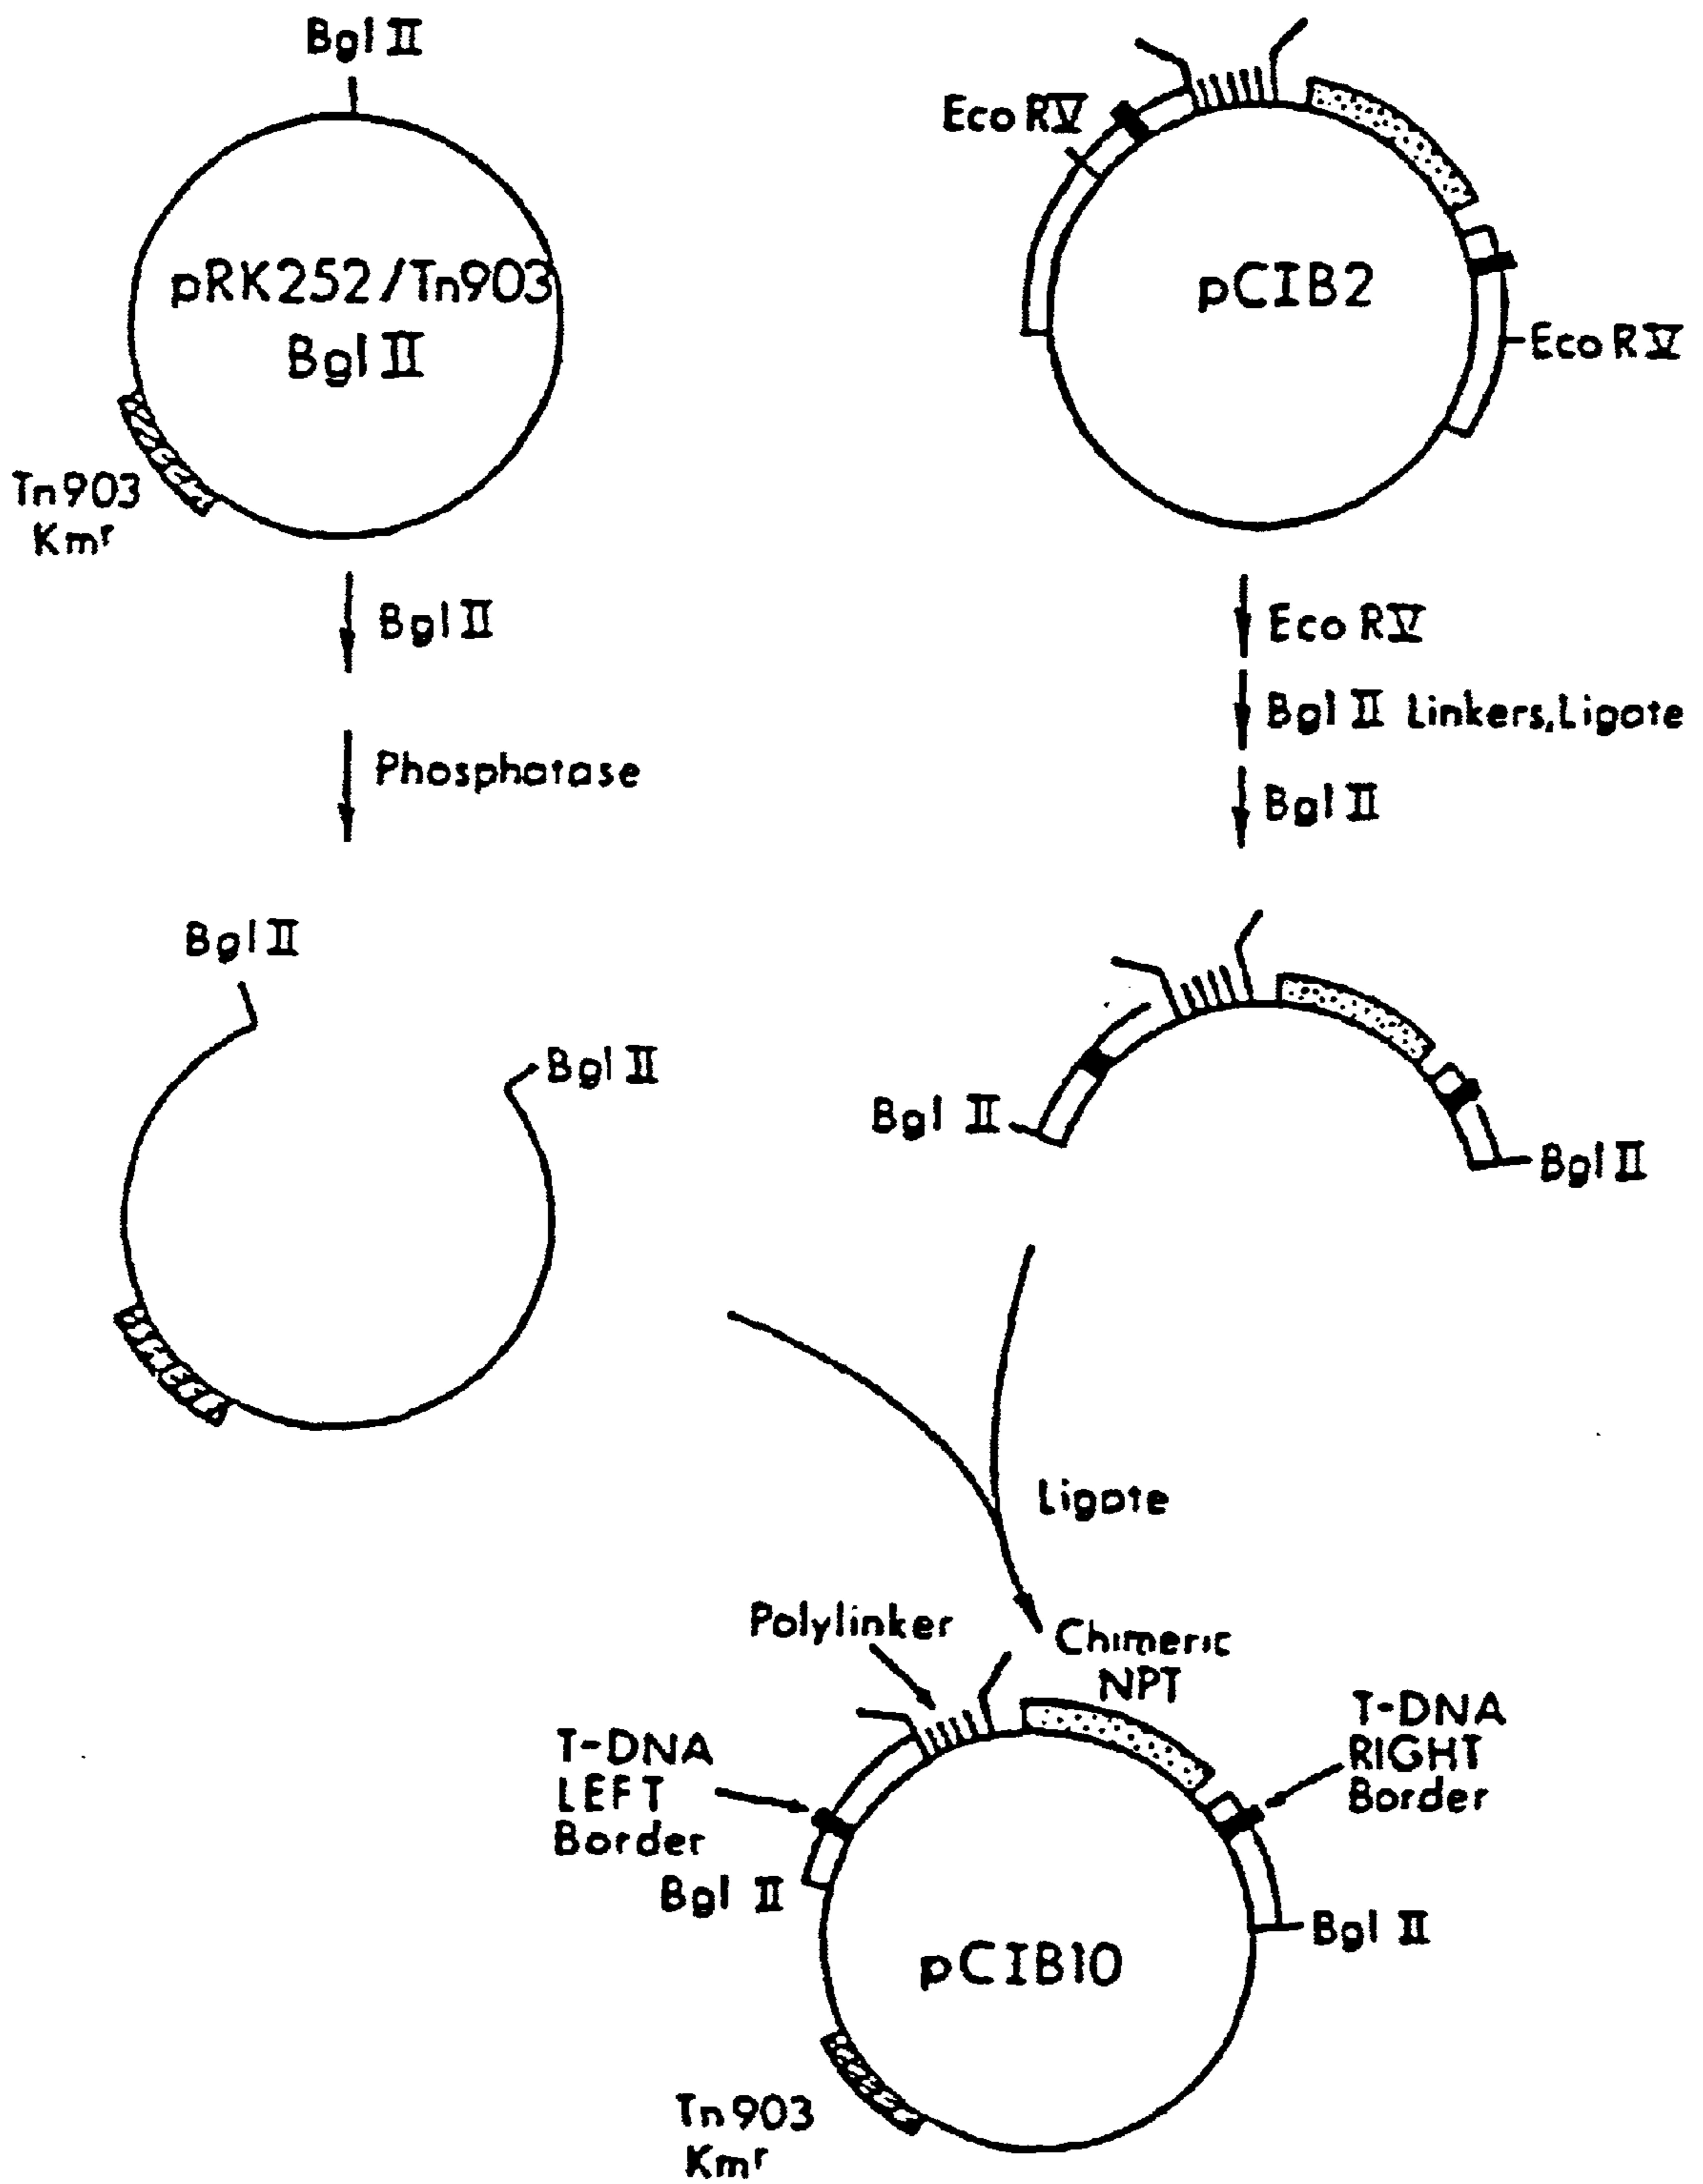 Bgl II
pRK252/Tn903
Bgl II
Tn903
Kmr
Eco RV
pCIB2
Eco RV
Bgl II
Phosphatase
Eco RV
Bgl II Linkers, Ligate
Bgl II
Bgl II
Bgl II
Bgl II
Bgl II
Ligate
Polylinker
Chimeric
NPT
T-DNA
LEFT
Border
T-DNA
RIGHT
Border
Bgl II
Bgl II
pCIB10
Tn903
Kmr